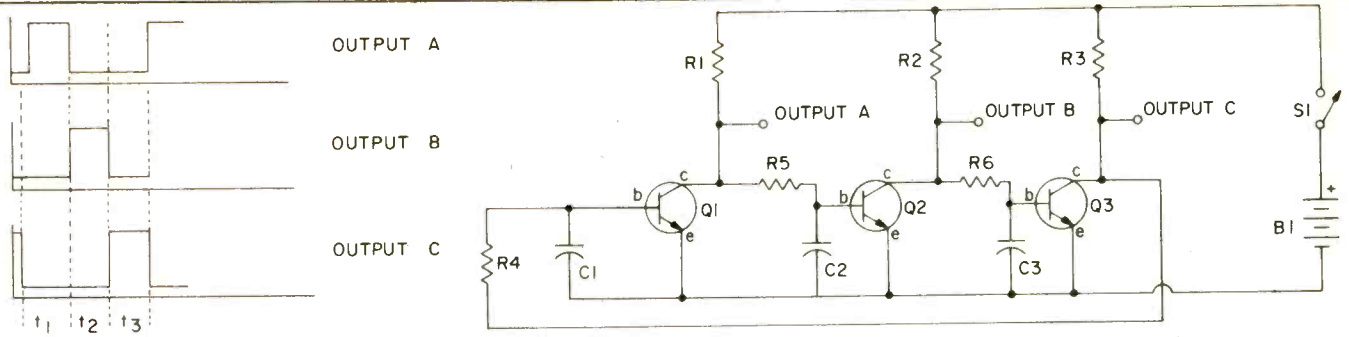 OUTPUT A
OUTPUT B
OUTPUT C
t1 t2 t3
R1
R2
R3
OUTPUT A
OUTPUT B
OUTPUT C
S1
R5
R6
b c e Q1
b c e Q2
b c e Q3
+
B1
R4
C1
C2
C3